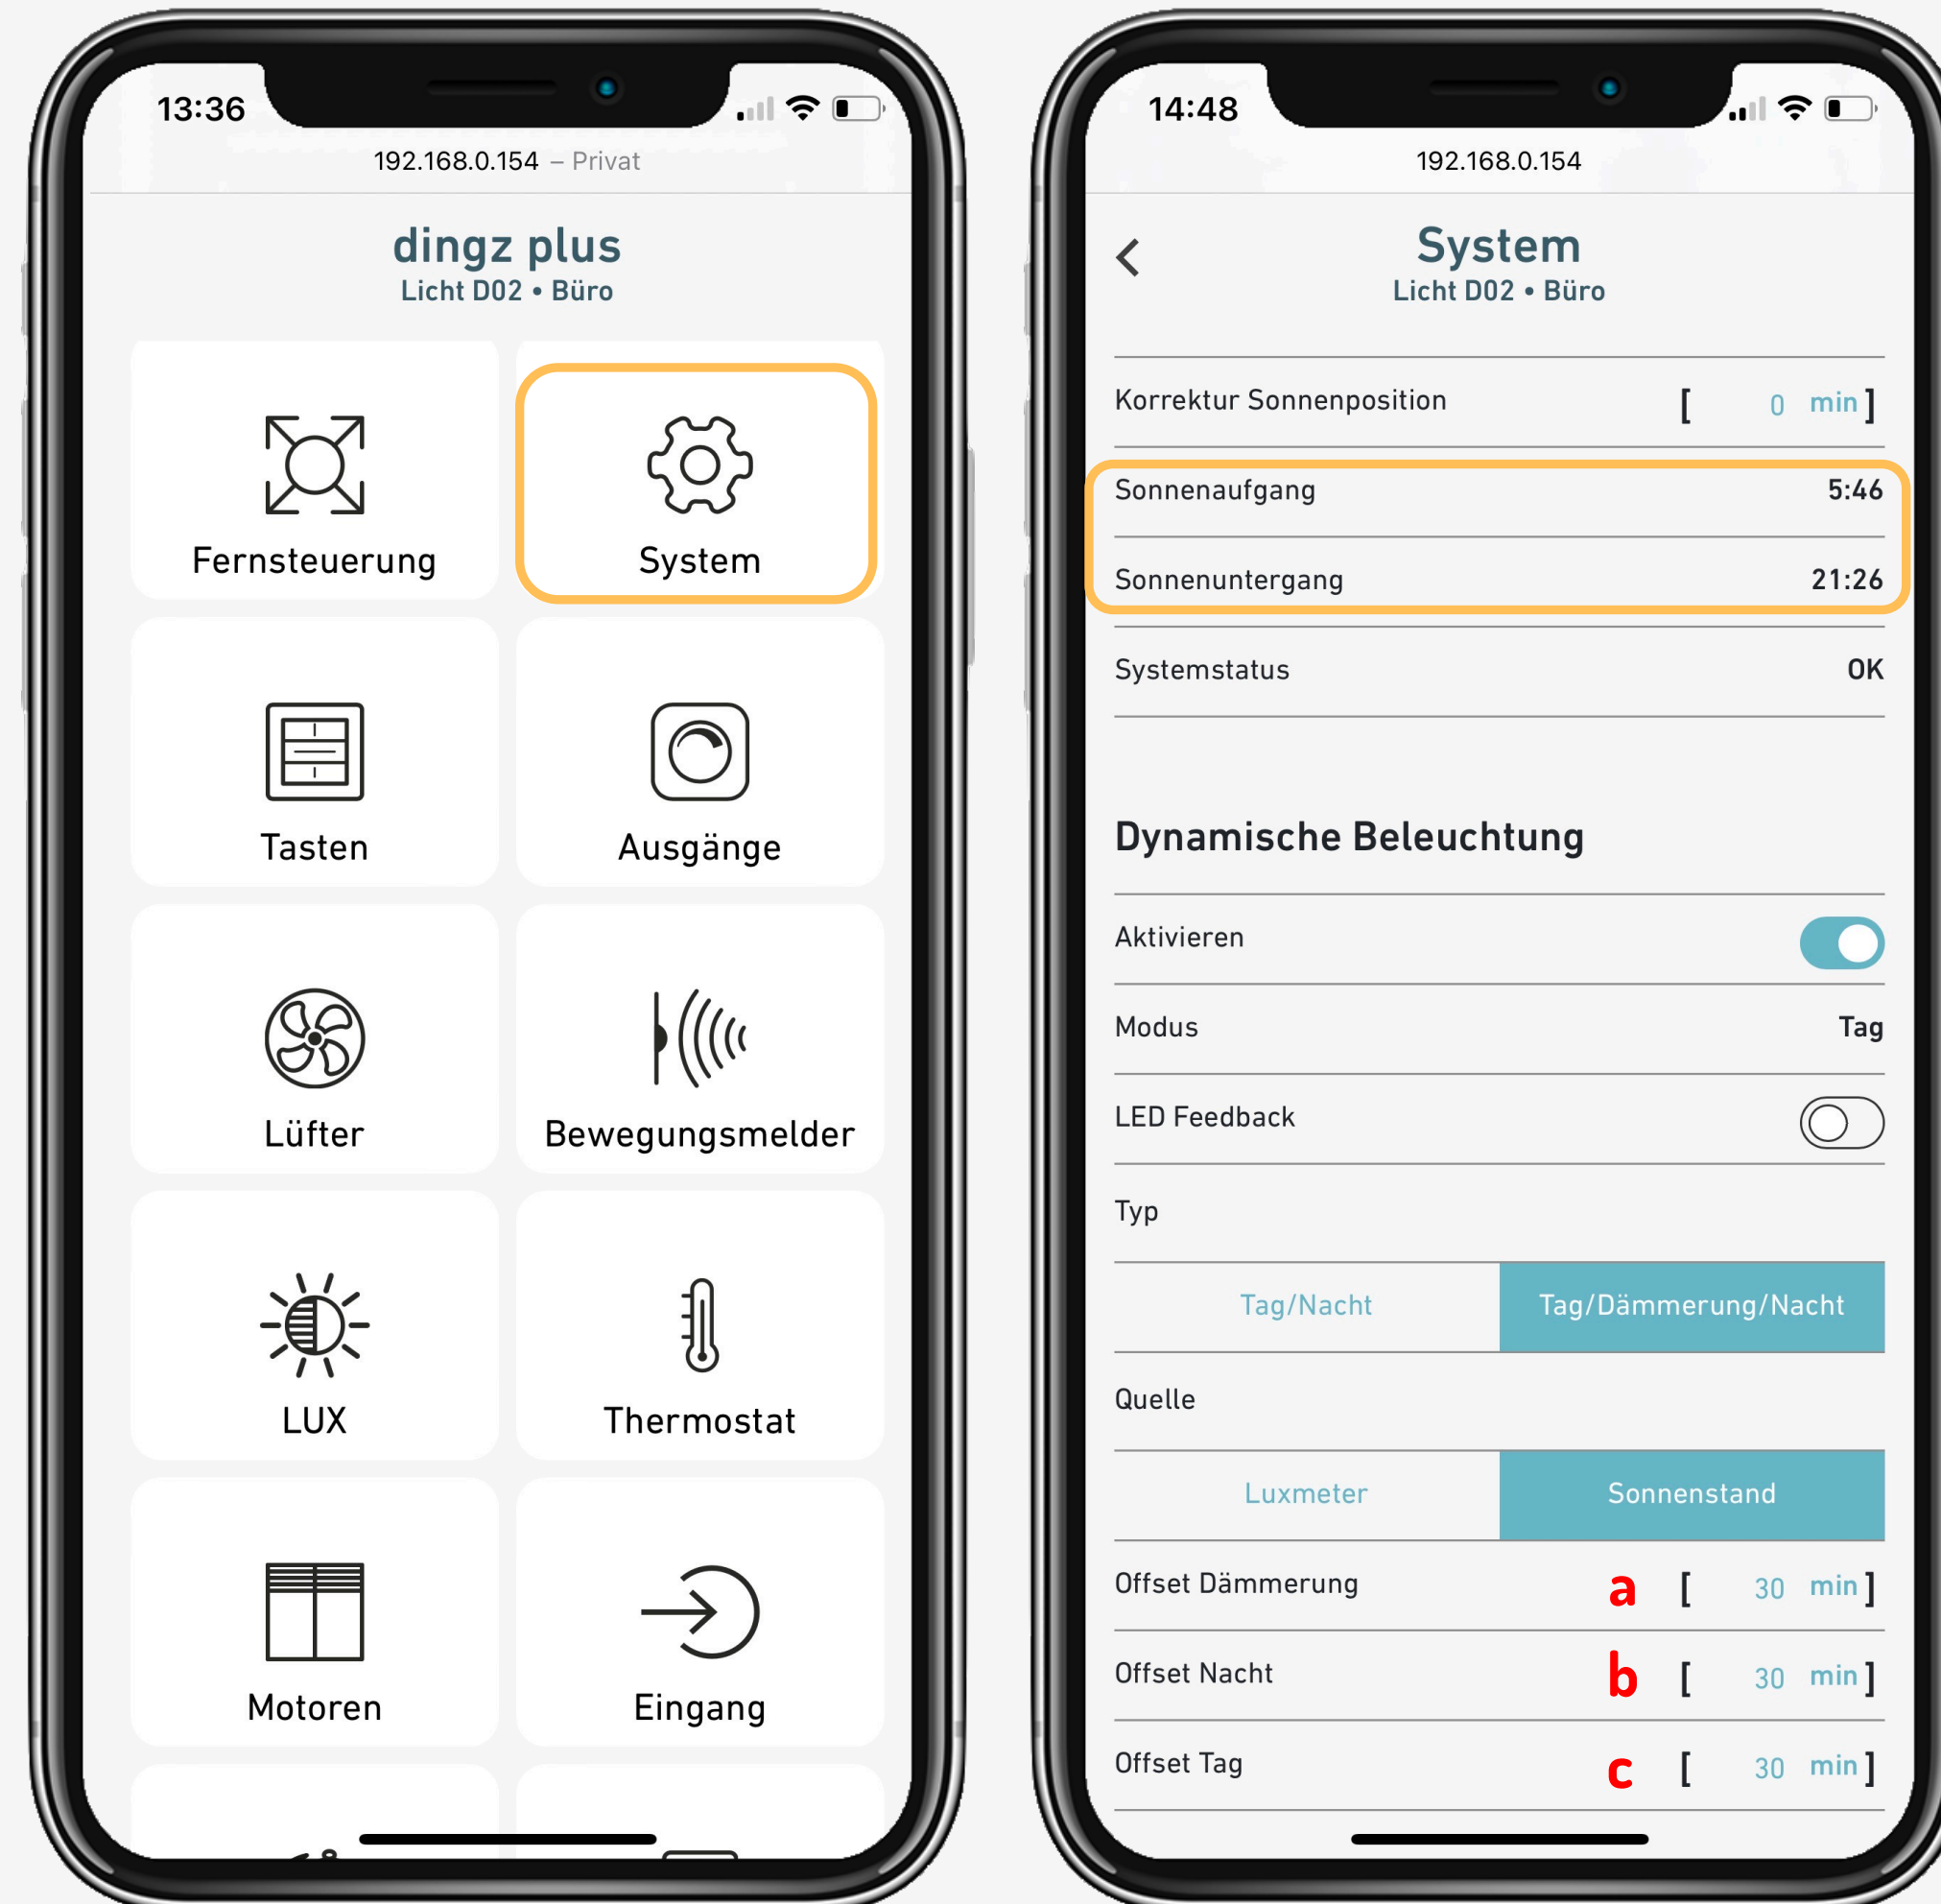 13:36
192.168.0.154 – Privat
dingz plus
Licht D02 • Büro
Fernsteuerung
System
Tasten
Ausgänge
Lüfter
Bewegungsmelder
LUX
Thermostat
Motoren
Eingang
14:48
192.168.0.154
System
Licht D02 • Büro
Korrektur Sonnenposition [ 0 min ]
Sonnenaufgang 5:46
Sonnenuntergang 21:26
Systemstatus OK
Dynamische Beleuchtung
Aktivieren
Modus Tag
LED Feedback
Typ
Tag/Nacht Tag/Dämmerung/Nacht
Quelle
Luxmeter Sonnenstand
Offset Dämmerung a [ 30 min ]
Offset Nacht b [ 30 min ]
Offset Tag c [ 30 min ]